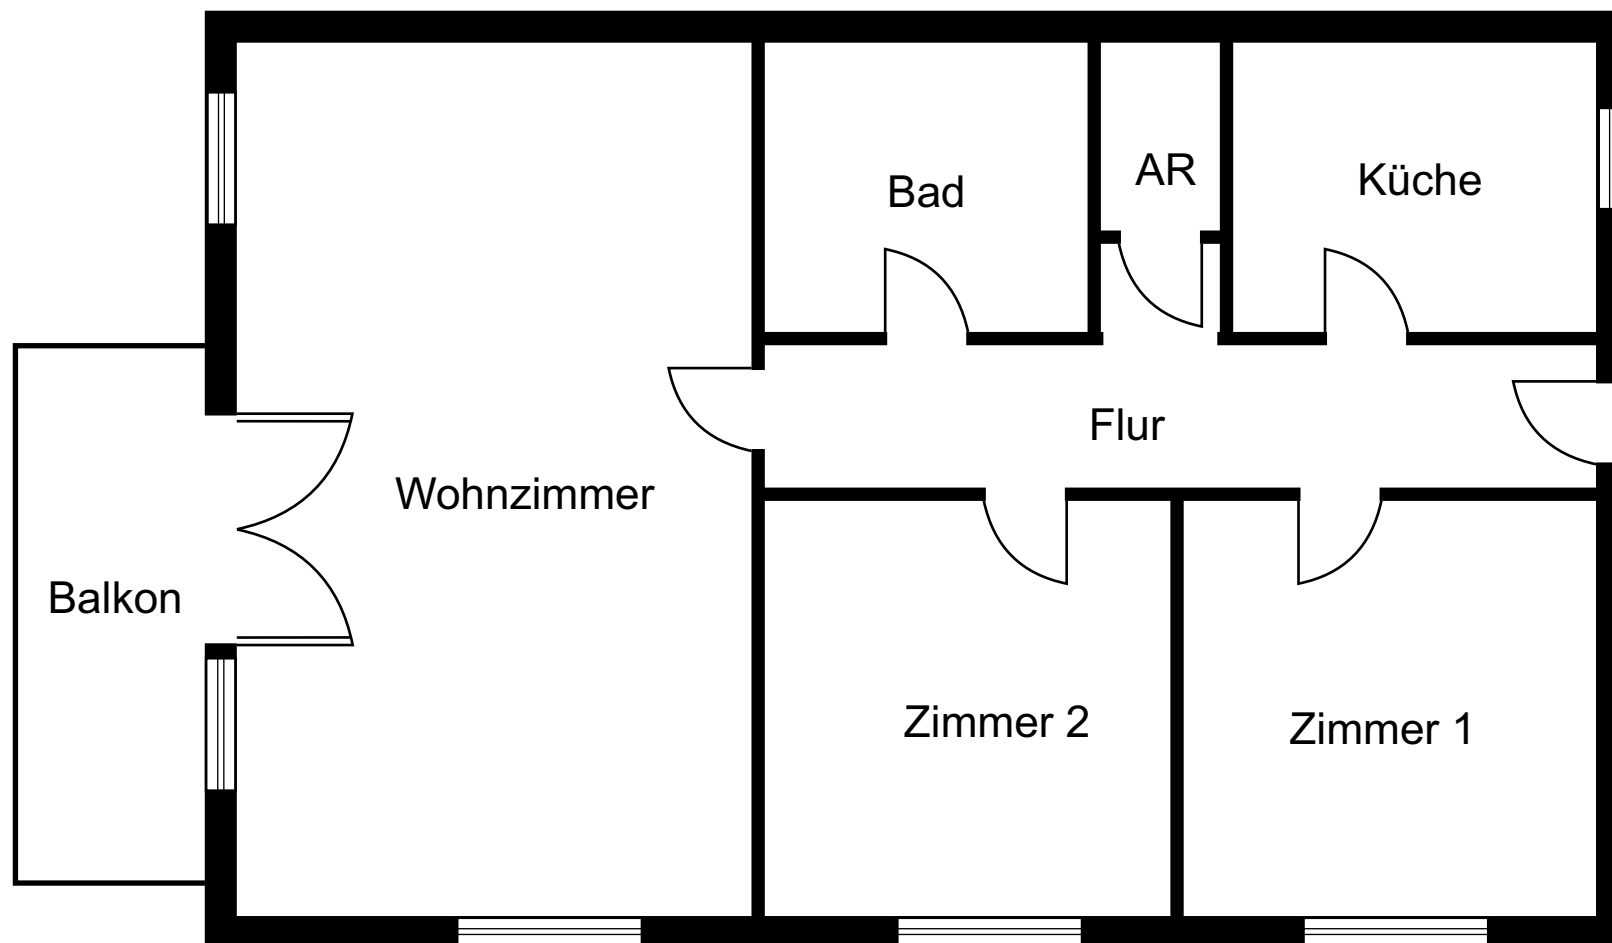 AR
Küche
Bad
Flur
Wohnzimmer
Balkon
Zimmer 2
Zimmer 1